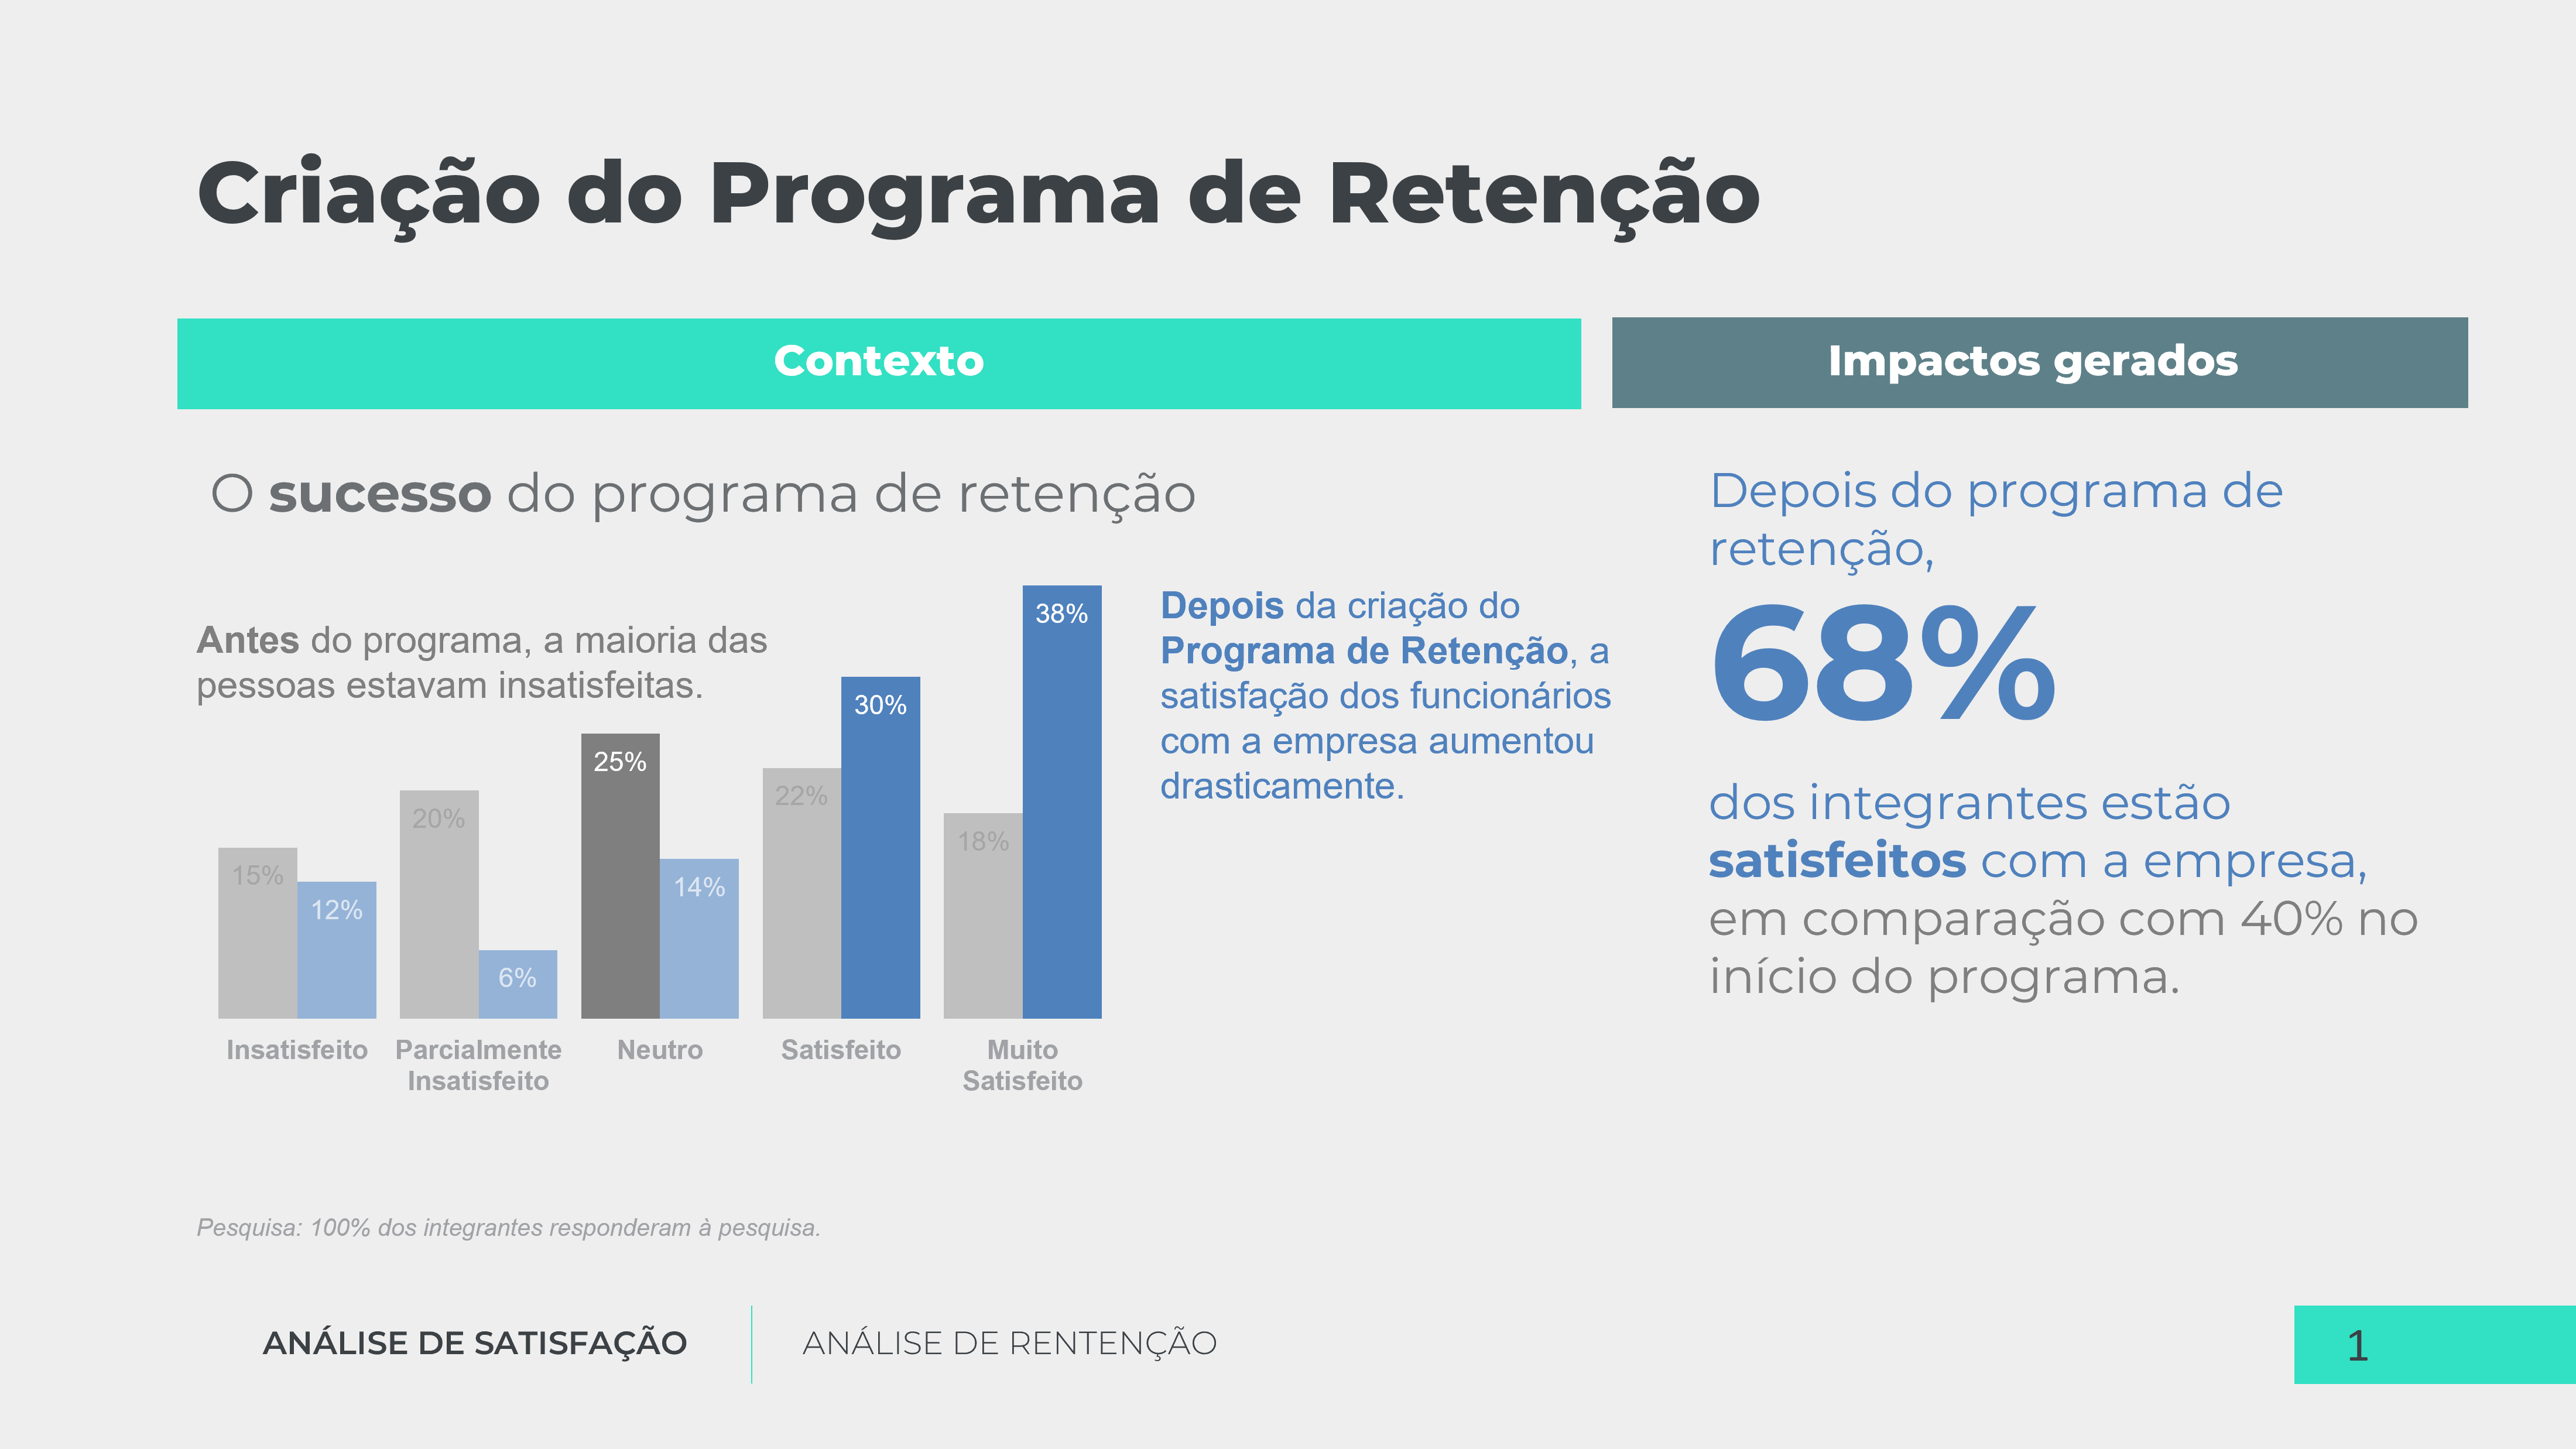 Criação do Programa de Retenção
Contexto
Impactos gerados
O sucesso do programa de retenção
Antes do programa, a maioria das
pessoas estavam insatisfeitas.
15%
12%
20%
6%
25%
14%
22%
30%
18%
38%
Insatisfeito
Parcialmente
Insatisfeito
Neutro
Satisfeito
Muito
Satisfeito
Depois da criação do
Programa de Retenção, a
satisfação dos funcionários
com a empresa aumentou
drasticamente.
Depois do programa de
retenção,
68%
dos integrantes estão
satisfeitos com a empresa,
em comparação com 40% no
início do programa.
Pesquisa: 100% dos integrantes responderam à pesquisa.
ANÁLISE DE SATISFAÇÃO
ANÁLISE DE RENTENÇÃO
1